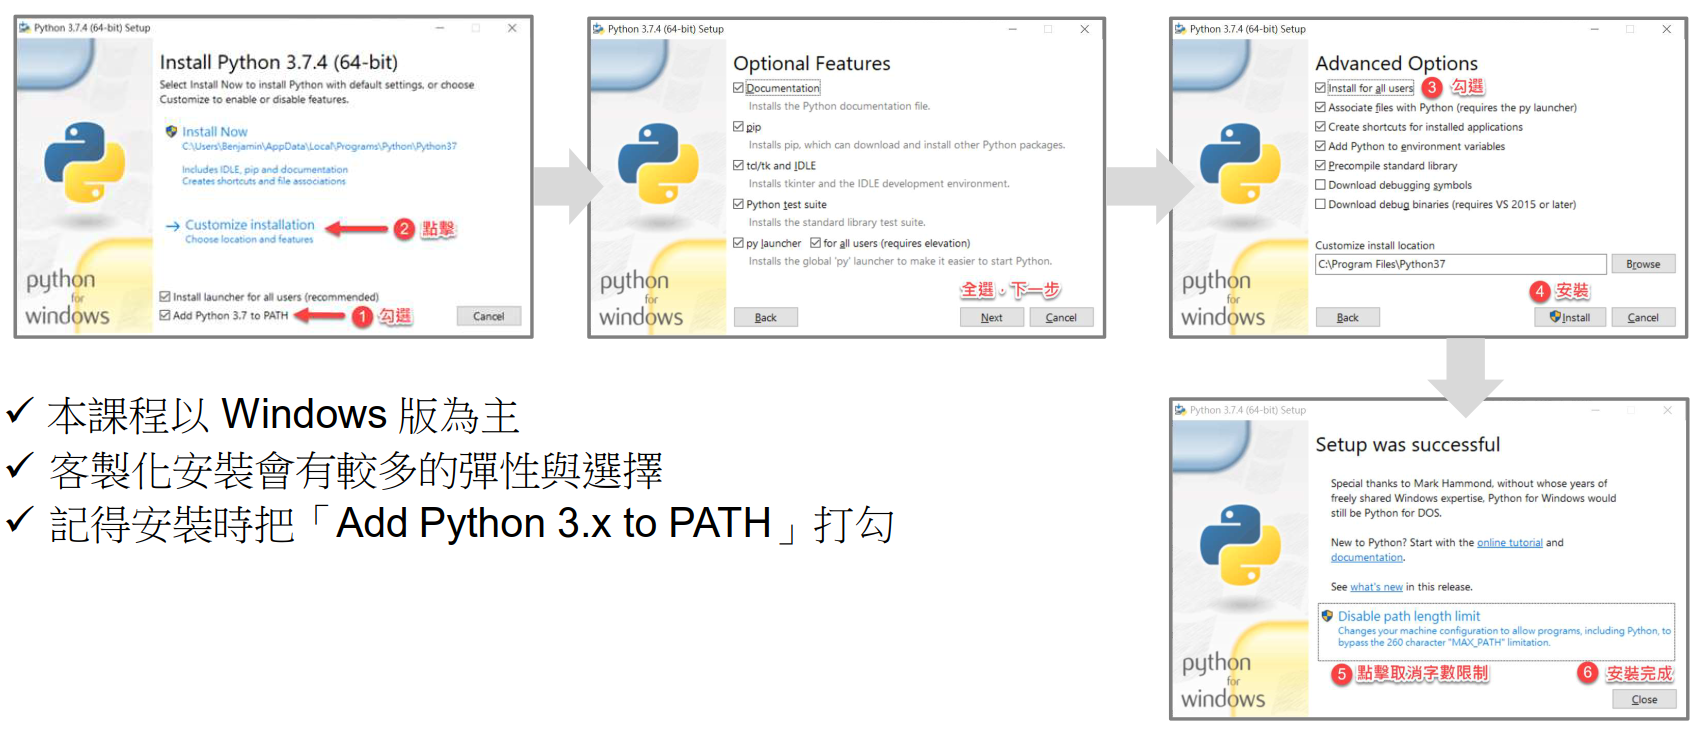 Python 3.7.4 (64-bit) Setup
Install Python 3.7.4 (64-bit)
Select Install Now to install Python with default settings, or choose
Customize to enable or disable features.
Install Now
C:\Users\Benjamin\AppData\Local\Programs\Python\Python37
Includes IDLE, pip and documentation
Creates shortcuts and file associations
Customize installation
Choose location and features
2 點擊
Install launcher for all users (recommended)
Add Python 3.7 to PATH
1 勾選
Cancel
python
for
windows
Python 3.7.4 (64-bit) Setup
Optional Features
Documentation
Installs the Python documentation file.
pip
Installs pip, which can download and install other Python packages.
td/tk and IDLE
Installs tkinter and the IDLE development environment.
Python test suite
Installs the standard library test suite.
py launcher for all users (requires elevation)
Installs the global 'py' launcher to make it easier to start Python.
全選，下一步
Back Next Cancel
python
for
windows
Python 3.7.4 (64-bit) Setup
Advanced Options
Install for all users 3 勾選
Associate files with Python (requires the py launcher)
Create shortcuts for installed applications
Add Python to environment variables
Precompile standard library
Download debugging symbols
Download debug binaries (requires VS 2015 or later)
Customize install location
C:\Program Files\Python37 Browse
4 安裝
Back Install Cancel
python
for
windows
✓ 本課程以 Windows 版為主
✓ 客製化安裝會有較多的彈性與選擇
✓ 記得安裝時把「Add Python 3.x to PATH」打勾
Python 3.7.4 (64-bit) Setup
Setup was successful
Special thanks to Mark Hammond, without whose years of
freely shared Windows expertise, Python for Windows would
still be Python for DOS.
New to Python? Start with the online tutorial and
documentation.
See what's new in this release.
Disable path length limit
Changes your machine configuration to allow programs, including Python, to
bypass the 260 character "MAX_PATH" limitation.
5 點擊取消字數限制
6 安裝完成
Close
python
for
windows